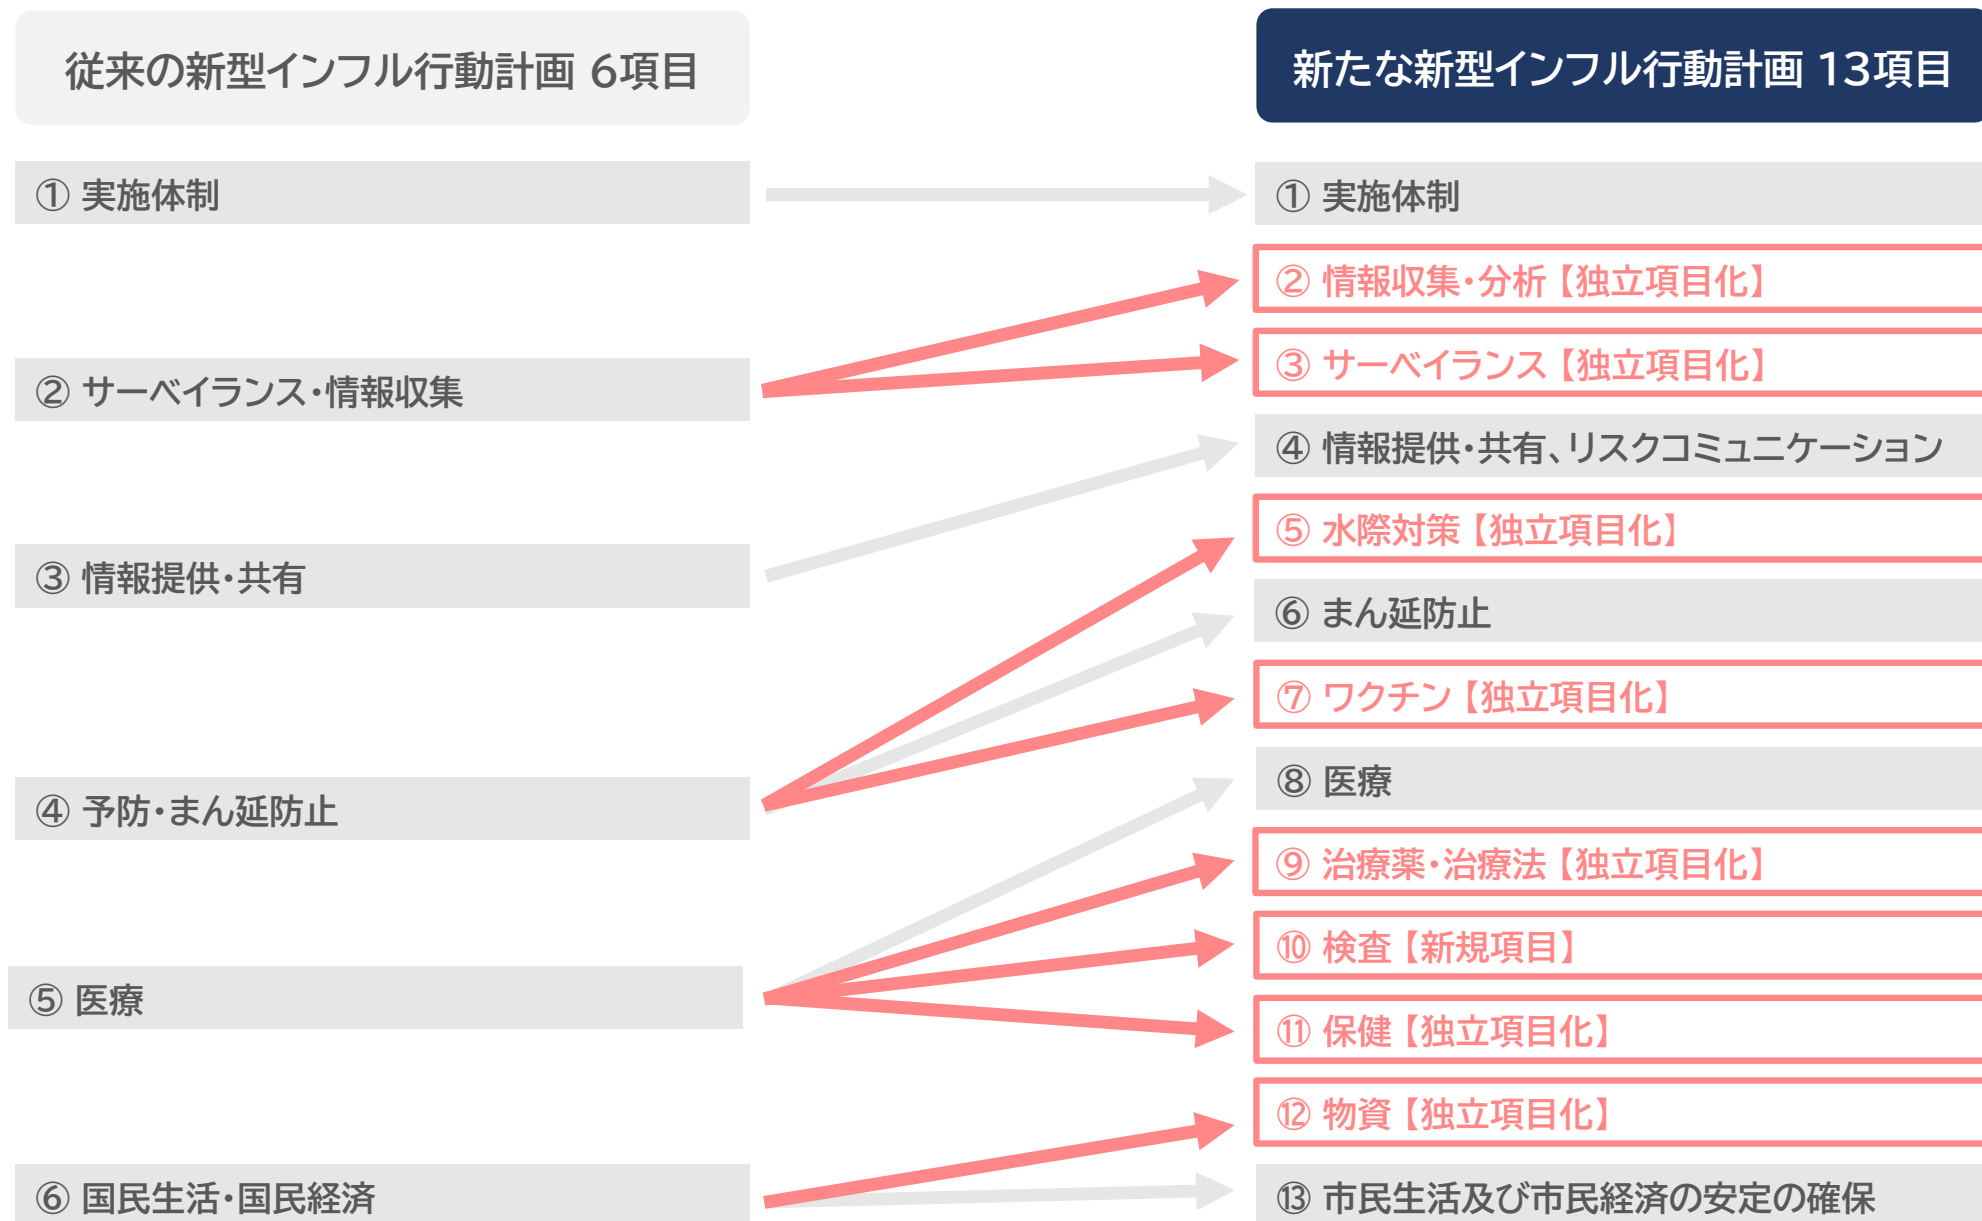 従来の新型インフル行動計画 6項目
① 実施体制
② サーベイランス・情報収集
③ 情報提供・共有
④ 予防・まん延防止
⑤ 医療
⑥ 国民生活・国民経済
新たな新型インフル行動計画 13項目
① 実施体制
② 情報収集・分析【独立項目化】
③ サーベイランス【独立項目化】
④ 情報提供・共有、リスクコミュニケーション
⑤ 水際対策【独立項目化】
⑥ まん延防止
⑦ ワクチン【独立項目化】
⑧ 医療
⑨ 治療薬・治療法【独立項目化】
⑩ 検査【新規項目】
⑪ 保健【独立項目化】
⑫ 物資【独立項目化】
⑬ 市民生活及び市民経済の安定の確保